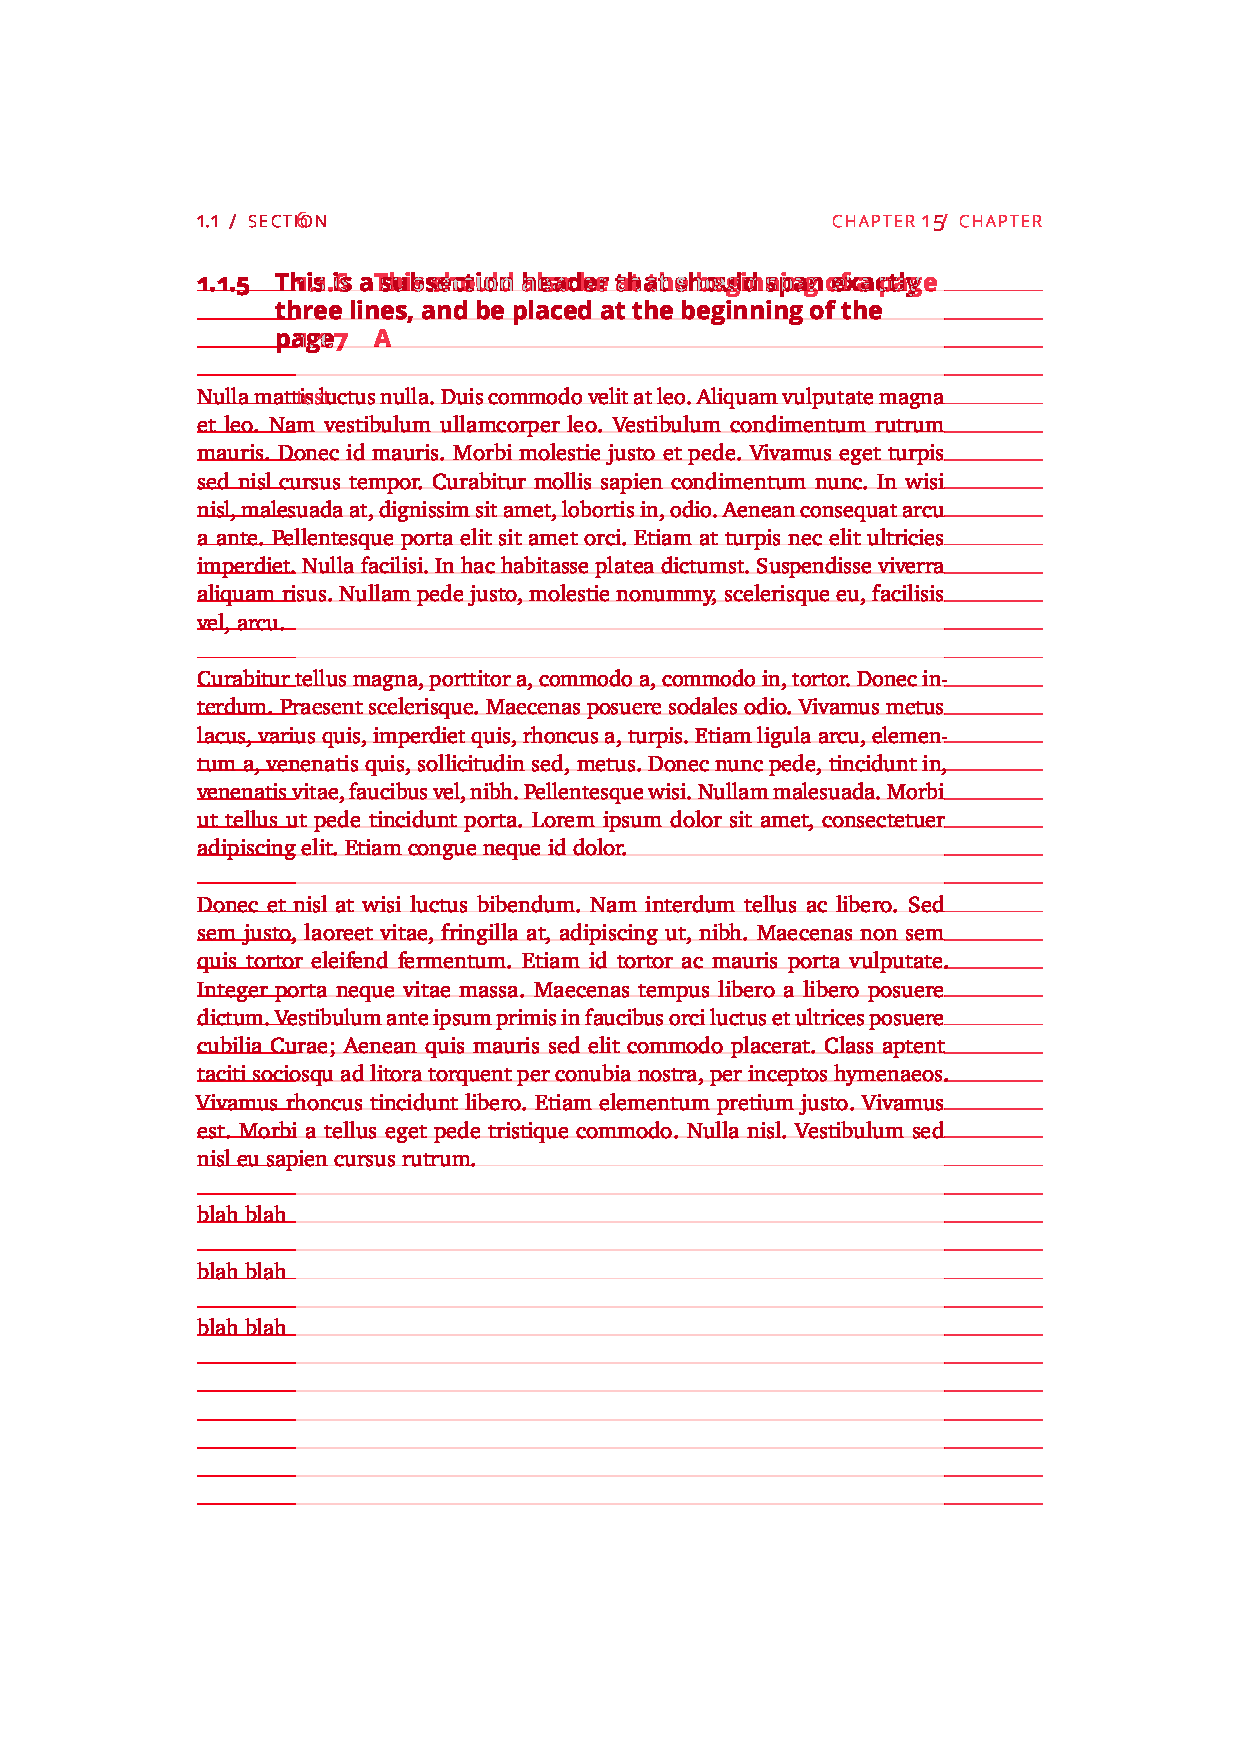 1.1 / SECTION
CHAPTER 1 / CHAPTER
1.1.5 This is a subsection header that should span exactly
three lines, and be placed at the beginning of the
page 7 A
Nulla mattis luctus nulla. Duis commodo velit at leo. Aliquam vulputate magna
et leo. Nam vestibulum ullamcorper leo. Vestibulum condimentum rutrum
mauris. Donec id mauris. Morbi molestie justo et pede. Vivamus eget turpis
sed nisl cursus tempor. Curabitur mollis sapien condimentum nunc. In wisi
nisl, malesuada at, dignissim sit amet, lobortis in, odio. Aenean consequat arcu
a ante. Pellentesque porta elit sit amet orci. Etiam at turpis nec elit ultricies
imperdiet. Nulla facilisi. In hac habitasse platea dictumst. Suspendisse viverra
aliquam risus. Nullam pede justo, molestie nonummy, scelerisque eu, facilisis
vel, arcu.
Curabitur tellus magna, porttitor a, commodo a, commodo in, tortor. Donec in-
terdum. Praesent scelerisque. Maecenas posuere sodales odio. Vivamus metus
lacus, varius quis, imperdiet quis, rhoncus a, turpis. Etiam ligula arcu, elemen-
tum a, venenatis quis, sollicitudin sed, metus. Donec nunc pede, tincidunt in,
venenatis vitae, faucibus vel, nibh. Pellentesque wisi. Nullam malesuada. Morbi
ut tellus ut pede tincidunt porta. Lorem ipsum dolor sit amet, consectetuer
adipiscing elit. Etiam congue neque id dolor.
Donec et nisl at wisi luctus bibendum. Nam interdum tellus ac libero. Sed
sem justo, laoreet vitae, fringilla at, adipiscing ut, nibh. Maecenas non sem
quis tortor eleifend fermentum. Etiam id tortor ac mauris porta vulputate.
Integer porta neque vitae massa. Maecenas tempus libero a libero posuere
dictum. Vestibulum ante ipsum primis in faucibus orci luctus et ultrices posuere
cubilia Curae; Aenean quis mauris sed elit commodo placerat. Class aptent
taciti sociosqu ad litora torquent per conubia nostra, per inceptos hymenaeos.
Vivamus rhoncus tincidunt libero. Etiam elementum pretium justo. Vivamus
est. Morbi a tellus eget pede tristique commodo. Nulla nisl. Vestibulum sed
nisl eu sapien cursus rutrum.
blah blah
blah blah
blah blah